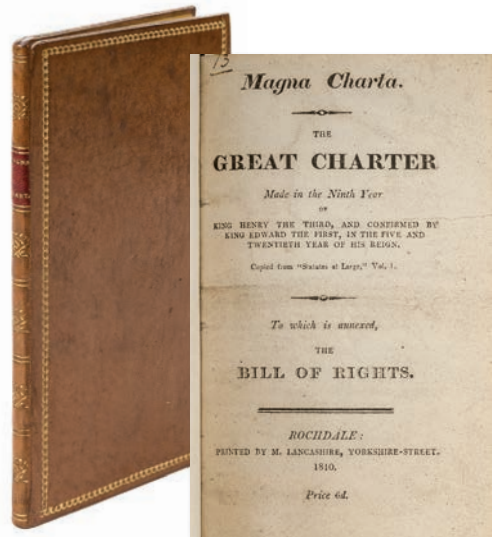 13
Magna Charta.
THE
GREAT CHARTER
Made in the Ninth Year
OF
KING HENRY THE THIRD, AND CONFIRMED BY
KING EDWARD THE FIRST, IN THE FIVE AND
TWENTIETH YEAR OF HIS REIGN.
Copied from "Statutes at Large," Vol. 1.
To which is annexed,
THE
BILL OF RIGHTS.
ROCHDALE:
PRINTED BY M. LANCASHIRE, YORKSHIRE-STREET.
1810.
Price 6d.